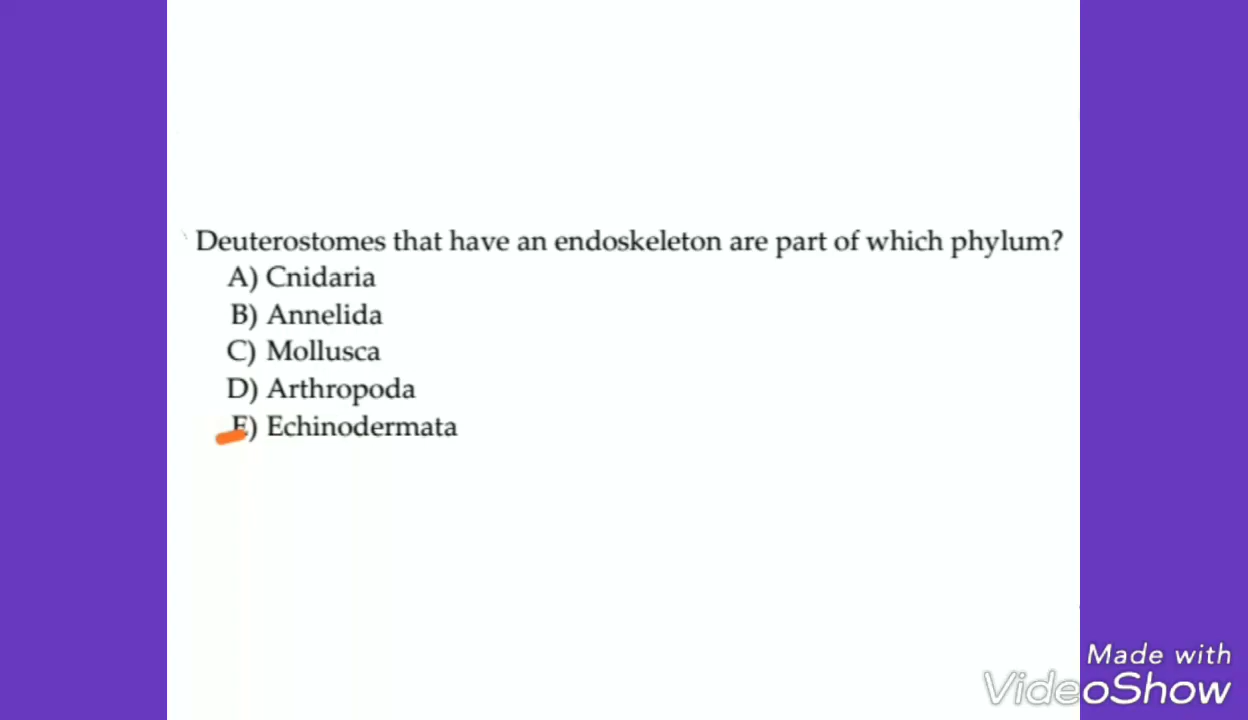 Deuterostomes that have an endoskeleton are part of which phylum?
A) Cnidaria
B) Annelida
C) Mollusca
D) Arthropoda
E) Echinodermata
Made with
VideoShow